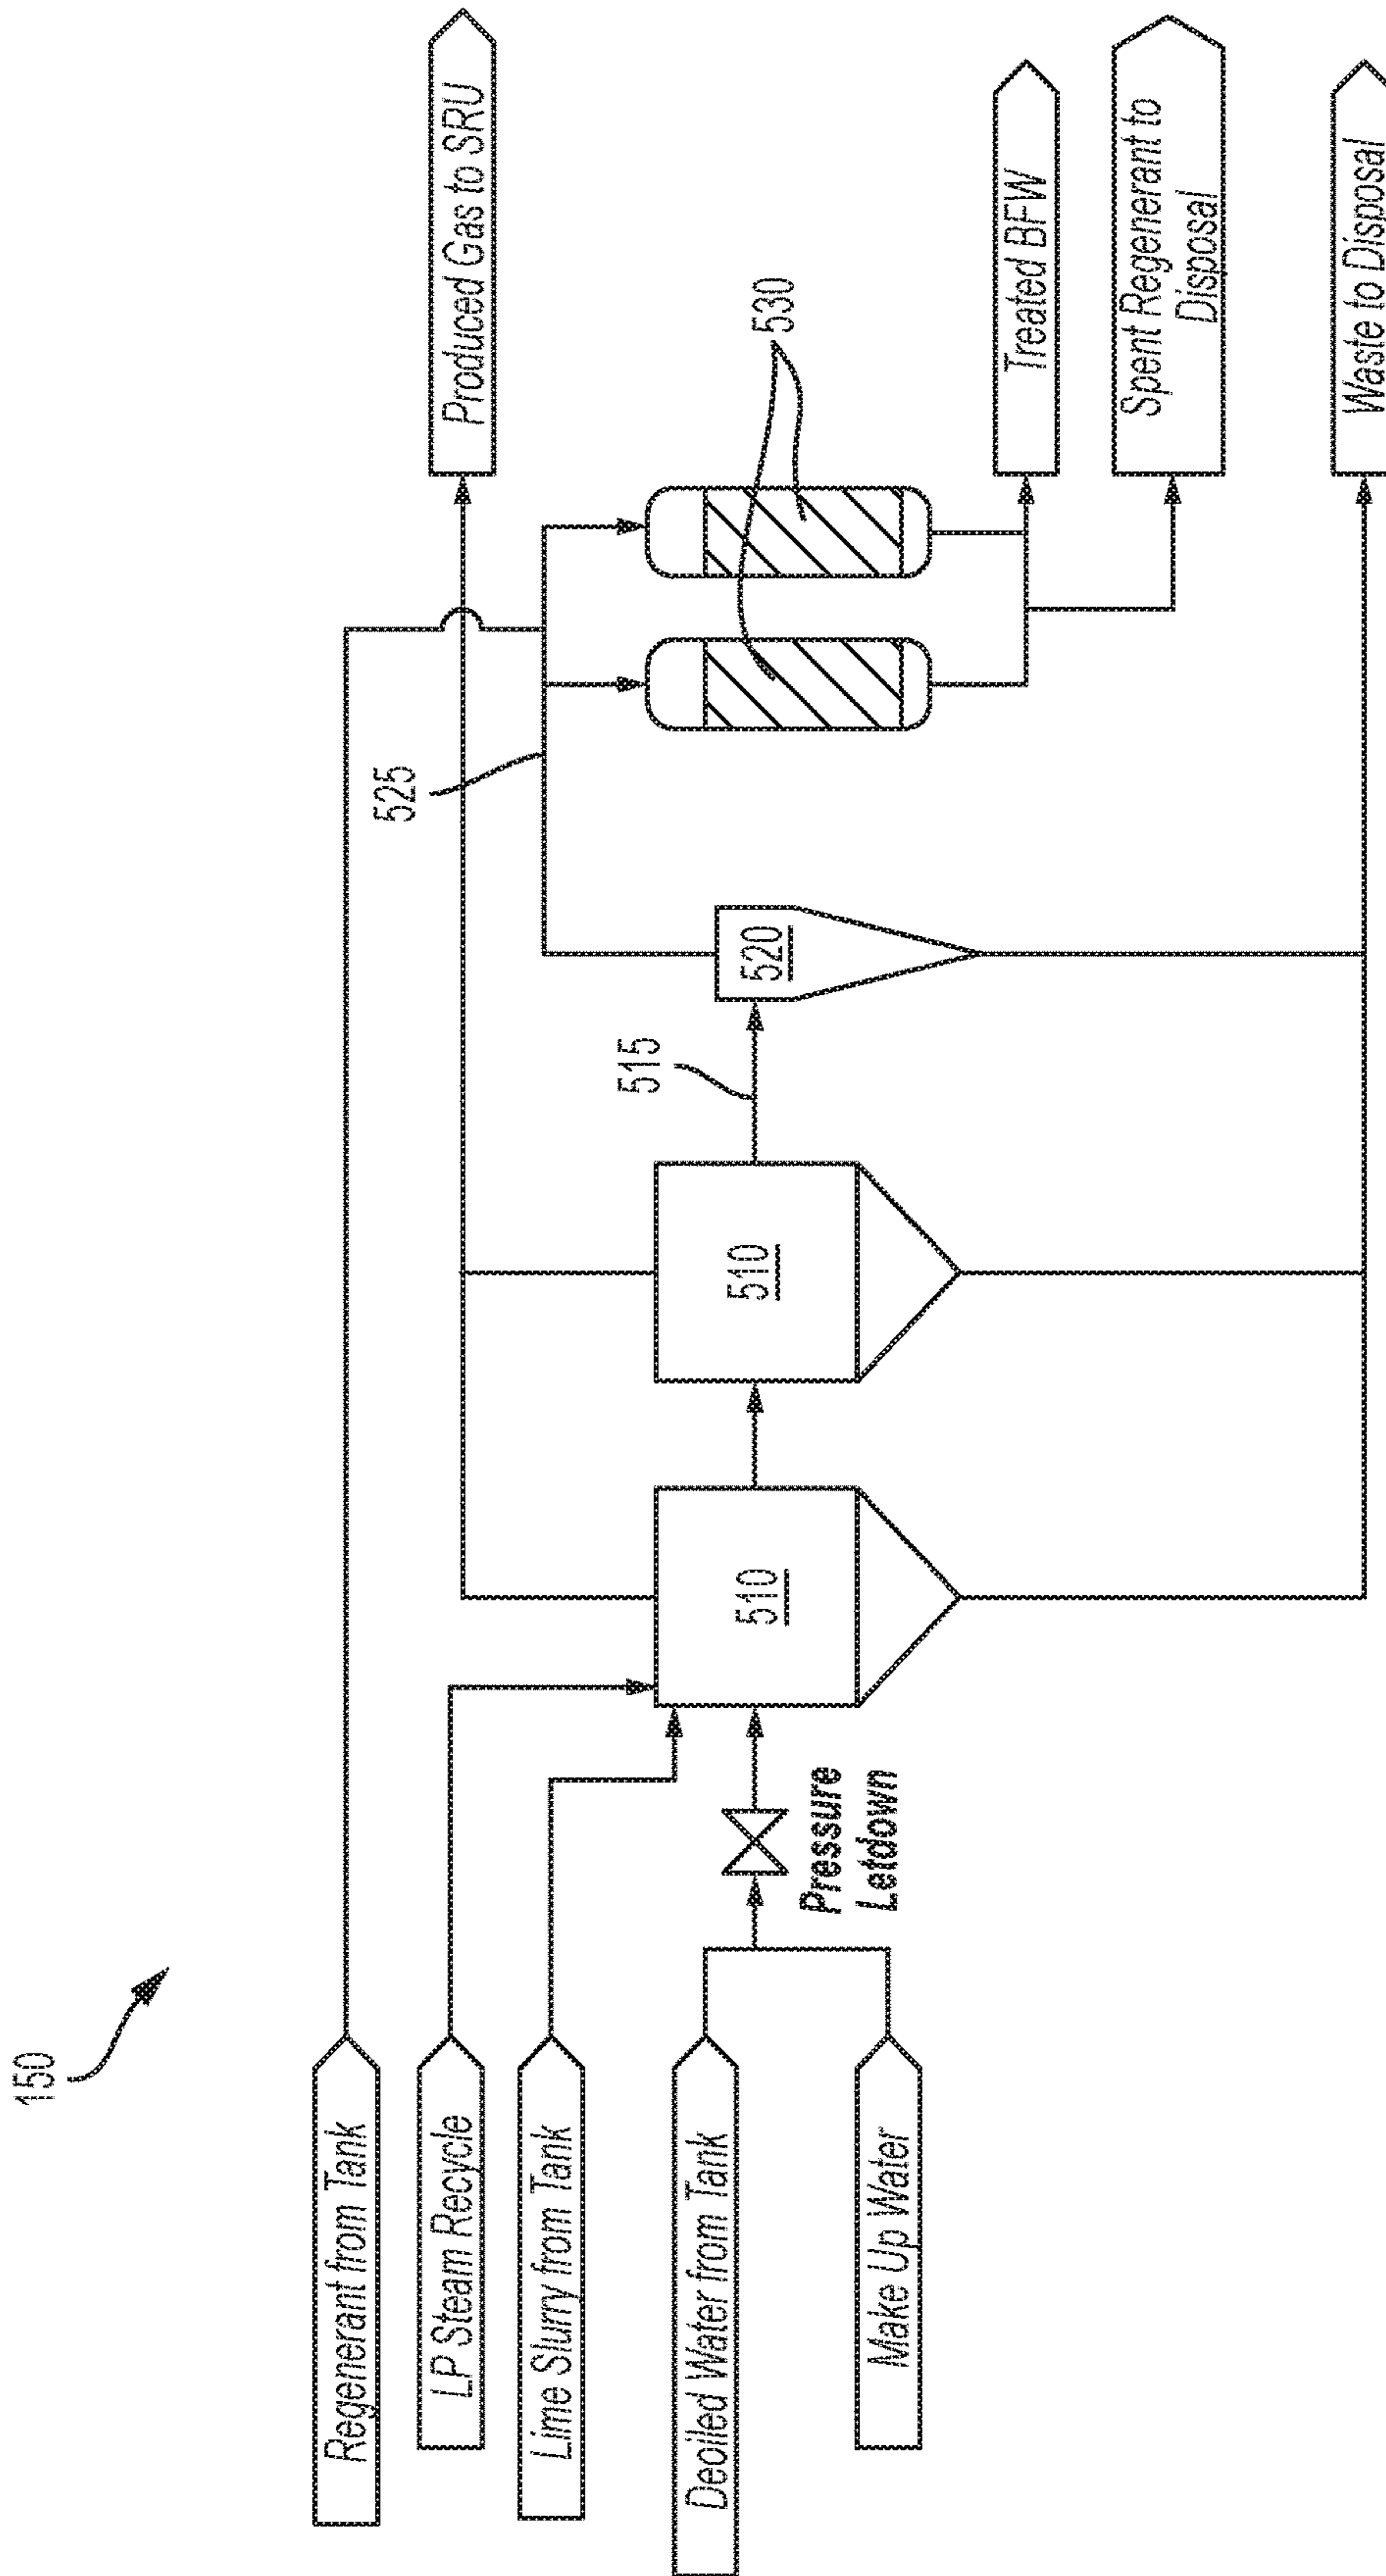 150
Regenerant from Tank
LP Steam Recycle
Lime Slurry from Tank
Deoiled Water from Tank
Make Up Water
Pressure
Letdown
510
510
515
520
525
530
Produced Gas to SRU
Treated BFW
Spent Regenerant to
Disposal
Waste to Disposal